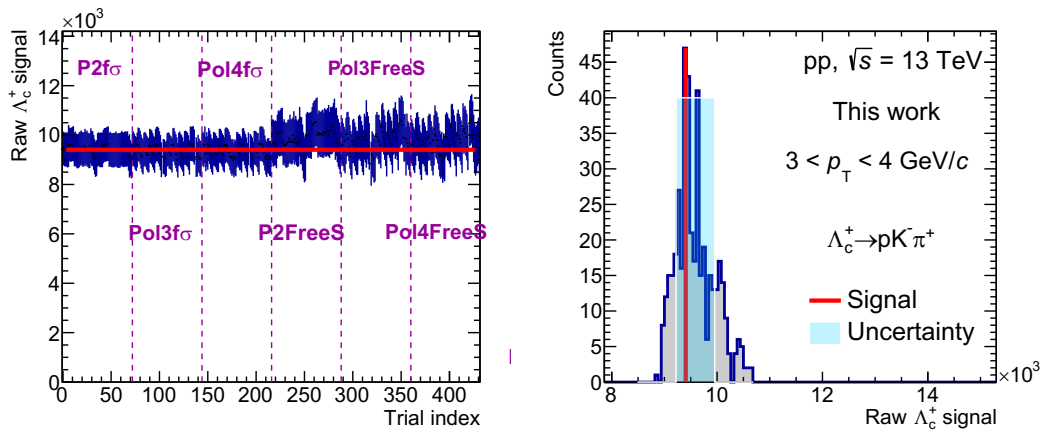 ×10³
Raw Λc⁺ signal
14
12
10
8
6
4
2
0
P2fσ
Pol4fσ
Pol3FreeS
Pol3fσ
P2FreeS
Pol4FreeS
0 50 100 150 200 250 300 350 400
Trial index
Counts
45
40
35
30
25
20
15
10
5
0
pp, √s = 13 TeV
This work
3 < pT < 4 GeV/c
Λc⁺→pK⁻π⁺
Signal
Uncertainty
8 10 12 14
×10³
Raw Λc⁺ signal